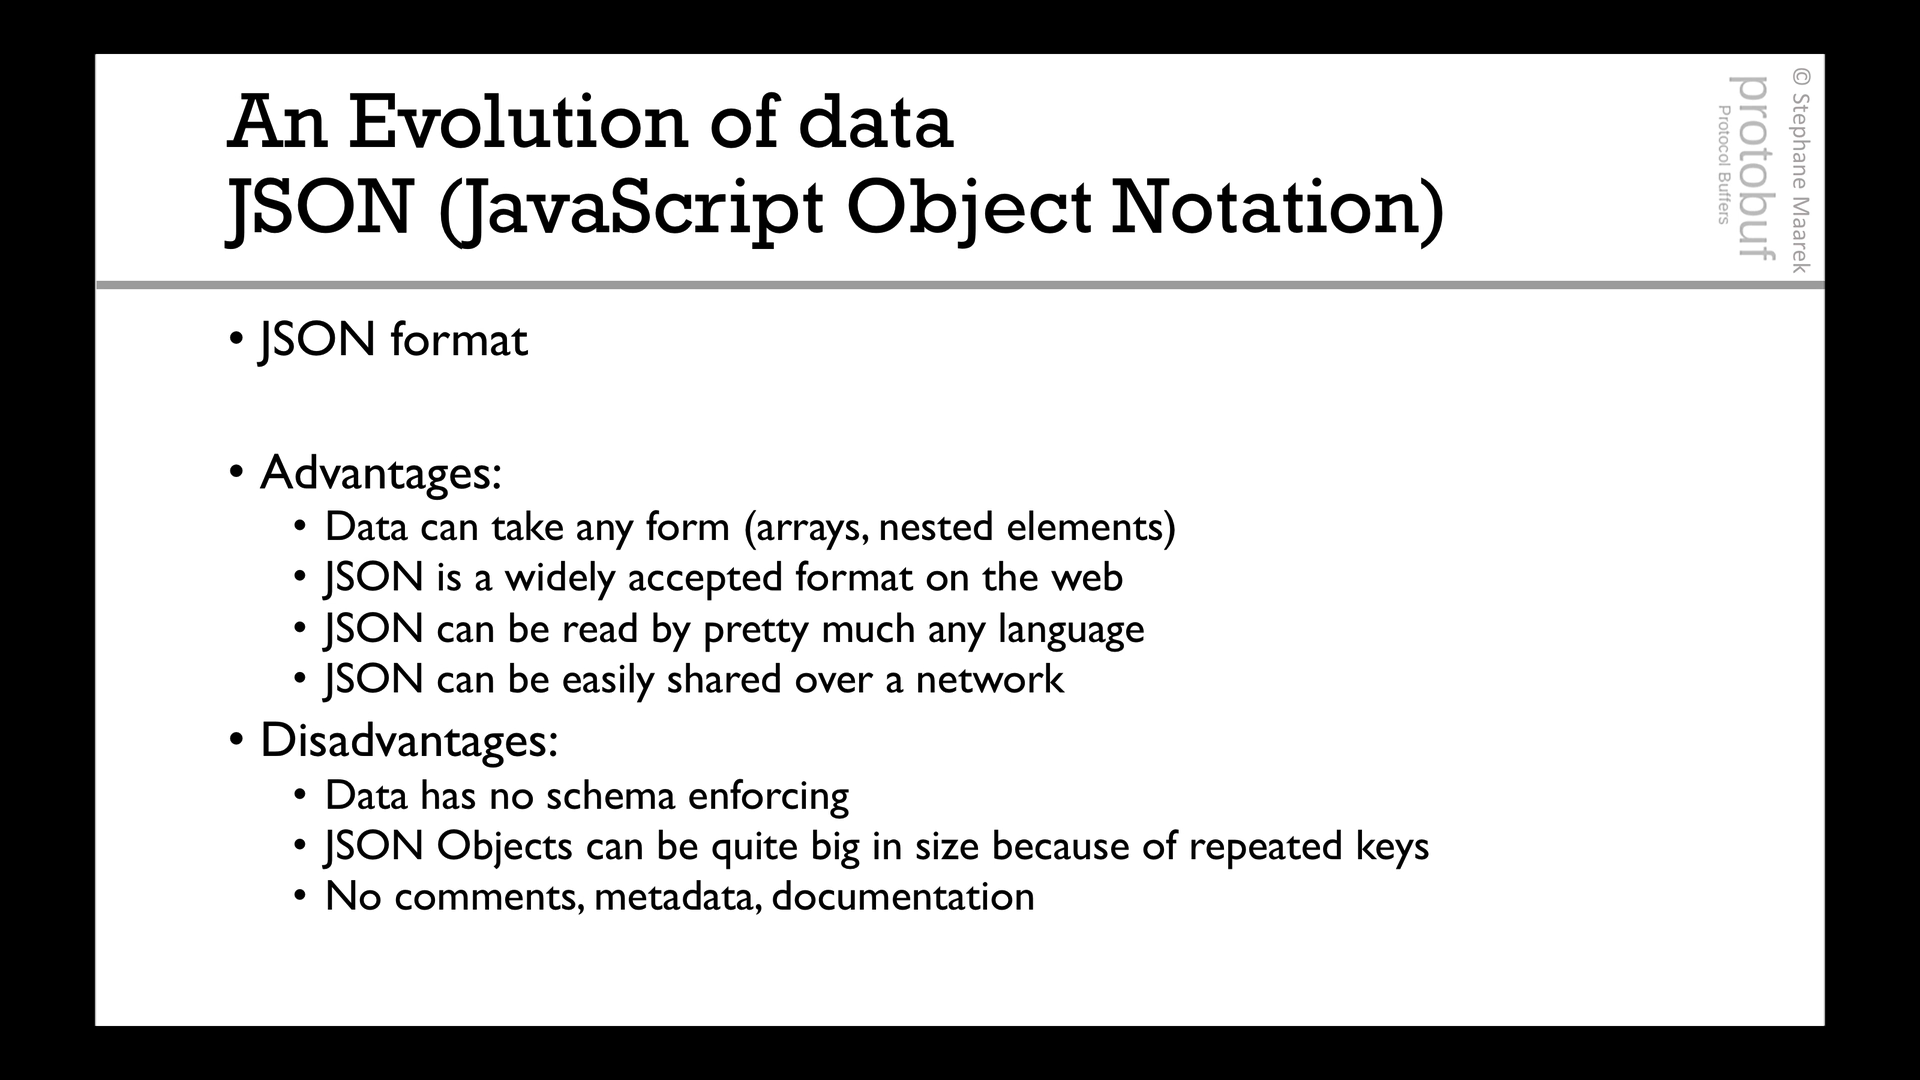 An Evolution of data
JSON (JavaScript Object Notation)
© Stephane Maarek
protobuf
Protocol Buffers
• JSON format
• Advantages:
• Data can take any form (arrays, nested elements)
• JSON is a widely accepted format on the web
• JSON can be read by pretty much any language
• JSON can be easily shared over a network
• Disadvantages:
• Data has no schema enforcing
• JSON Objects can be quite big in size because of repeated keys
• No comments, metadata, documentation